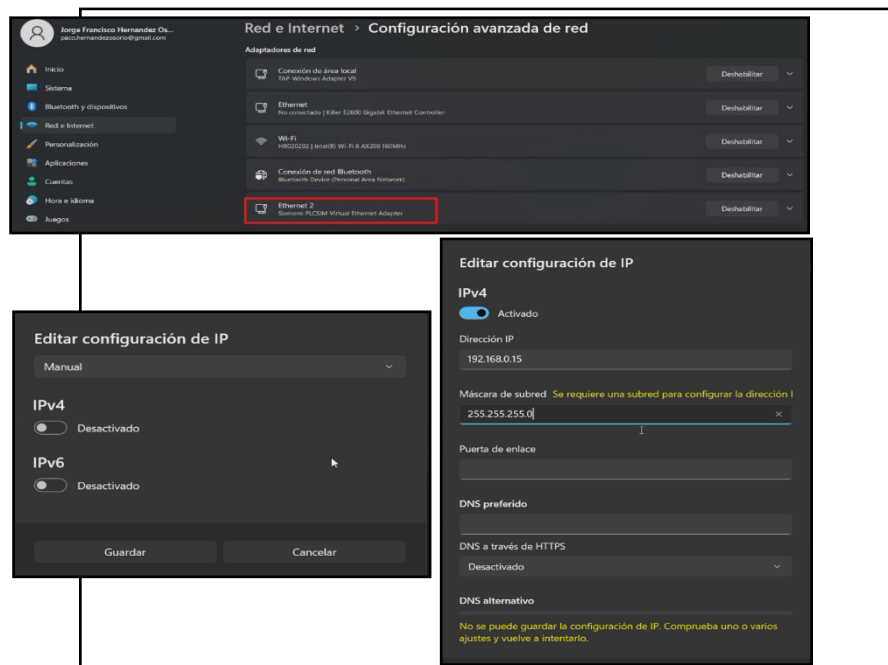 Jorge Francisco Hernandez Os...
paco.hernandezosorio@gmail.com
Inicio
Sistema
Bluetooth y dispositivos
Red e Internet
Personalización
Aplicaciones
Cuentas
Hora e idioma
Juegos
Red e Internet > Configuración avanzada de red
Adaptadores de red
Conexión de área local
TAP-Windows Adapter V9
Deshabilitar
Ethernet
No conectado | Killer E2600 Gigabit Ethernet Controller
Deshabilitar
Wi-Fi
HR020202 | Intel(R) Wi-Fi 6 AX200 160MHz
Deshabilitar
Conexión de red Bluetooth
Bluetooth Device (Personal Area Network)
Deshabilitar
Ethernet 2
Siemens PLCSIM Virtual Ethernet Adapter
Deshabilitar
Editar configuración de IP
Manual
IPv4
Desactivado
IPv6
Desactivado
Guardar
Cancelar
Editar configuración de IP
IPv4
Activado
Dirección IP
192.168.0.15
Máscara de subred Se requiere una subred para configurar la dirección I
255.255.255.0
Puerta de enlace
DNS preferido
DNS a través de HTTPS
Desactivado
DNS alternativo
No se puede guardar la configuración de IP. Comprueba uno o varios
ajustes y vuelve a intentarlo.